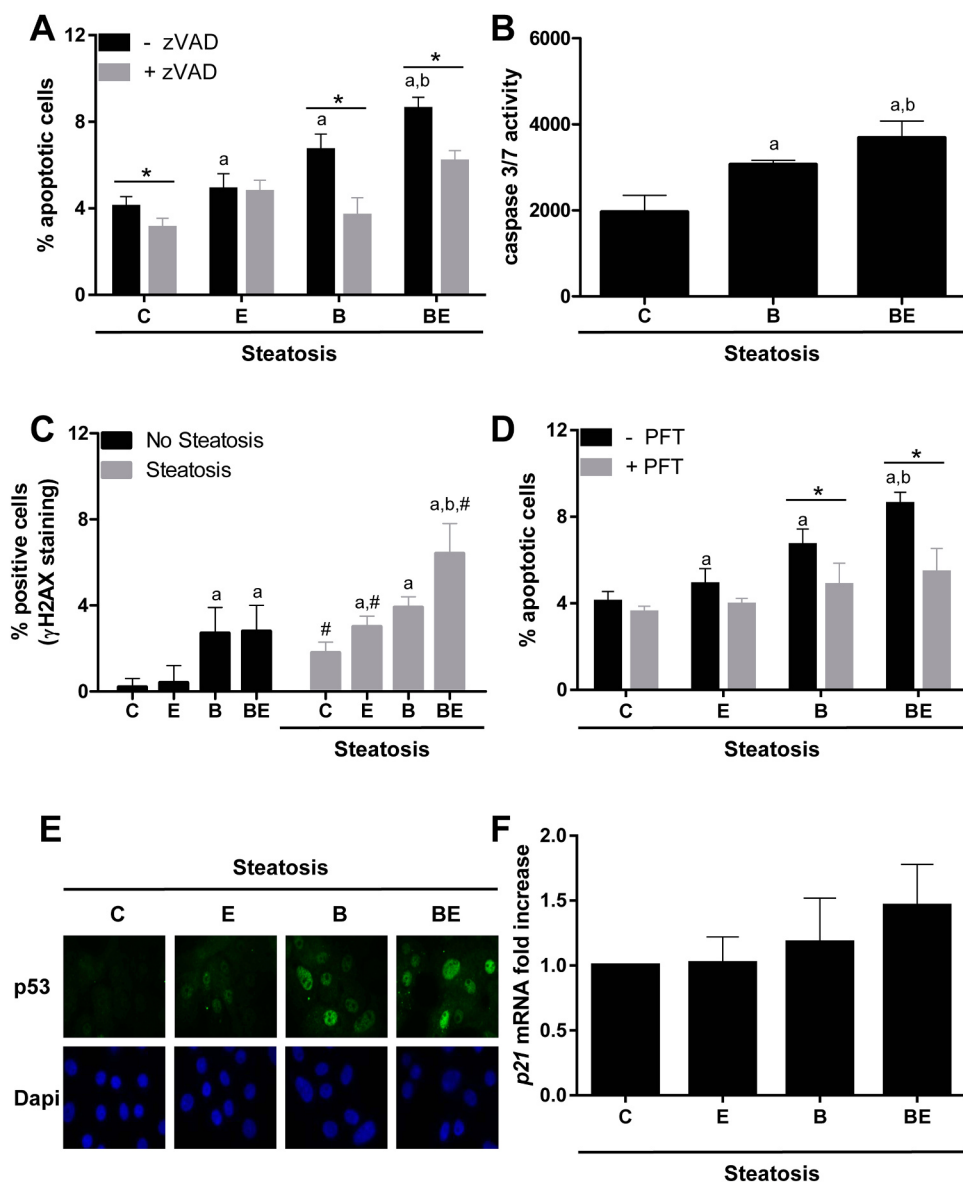 A
12
- zVAD
+ zVAD
*
*
*
a
a
a,b
% apoptotic cells
8
4
0
C E B BE
Steatosis
B
6000
4000
2000
0
caspase 3/7 activity
a
a,b
C B BE
Steatosis
C
12
No Steatosis
Steatosis
% positive cells
(γH2AX staining)
8
4
0
a
a
#
a,#
a
a,b,#
C E B BE C E B BE
Steatosis
D
12
- PFT
+ PFT
% apoptotic cells
8
4
0
a
a
*
a,b
*
C E B BE
Steatosis
E
Steatosis
C E B BE
p53
Dapi
F
2.0
1.5
1.0
0.5
0.0
p21 mRNA fold increase
C E B BE
Steatosis